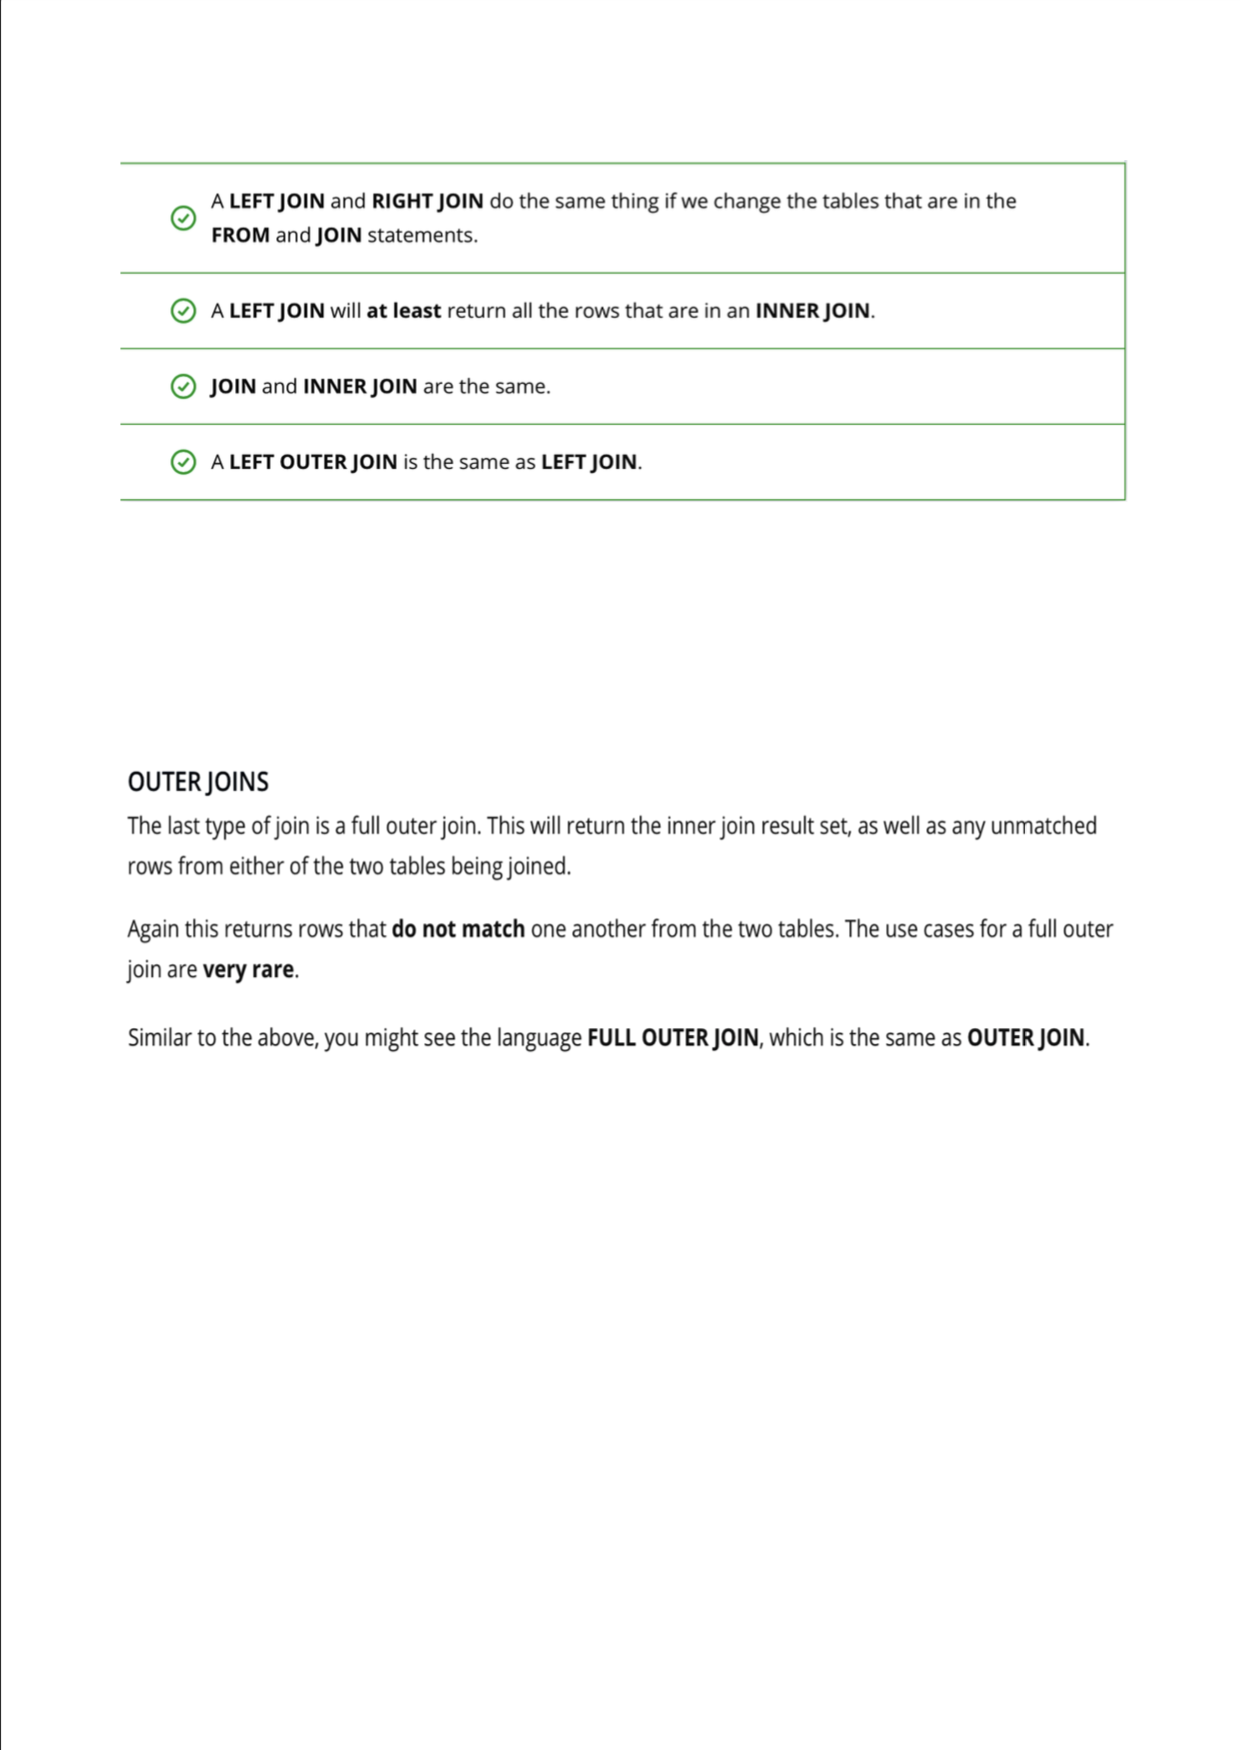 A LEFT JOIN and RIGHT JOIN do the same thing if we change the tables that are in the
FROM and JOIN statements.
A LEFT JOIN will at least return all the rows that are in an INNER JOIN.
JOIN and INNER JOIN are the same.
A LEFT OUTER JOIN is the same as LEFT JOIN.
OUTER JOINS
The last type of join is a full outer join. This will return the inner join result set, as well as any unmatched
rows from either of the two tables being joined.
Again this returns rows that do not match one another from the two tables. The use cases for a full outer
join are very rare.
Similar to the above, you might see the language FULL OUTER JOIN, which is the same as OUTER JOIN.